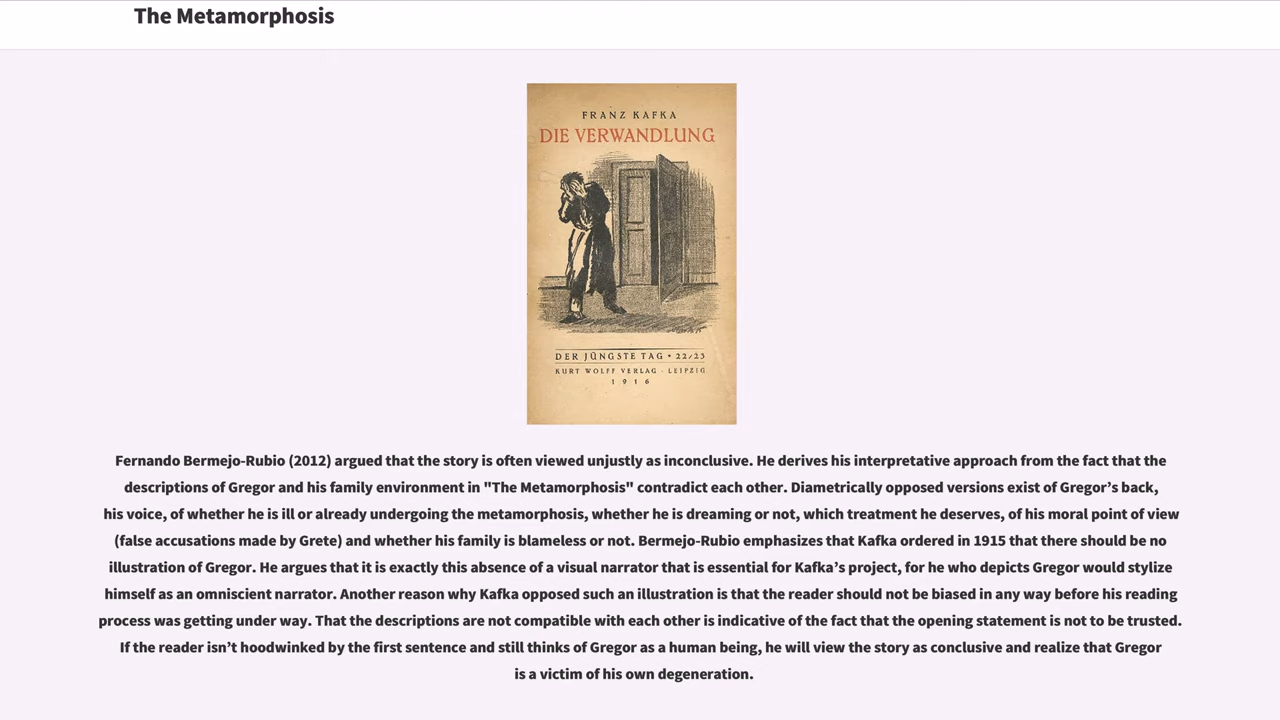 The Metamorphosis
FRANZ KAFKA
DIE VERWANDLUNG
DER JÜNGSTE TAG • 22/23
KURT WOLFF VERLAG · LEIPZIG
1916
Fernando Bermejo-Rubio (2012) argued that the story is often viewed unjustly as inconclusive. He derives his interpretative approach from the fact that the
descriptions of Gregor and his family environment in "The Metamorphosis" contradict each other. Diametrically opposed versions exist of Gregor’s back,
his voice, of whether he is ill or already undergoing the metamorphosis, whether he is dreaming or not, which treatment he deserves, of his moral point of view
(false accusations made by Grete) and whether his family is blameless or not. Bermejo-Rubio emphasizes that Kafka ordered in 1915 that there should be no
illustration of Gregor. He argues that it is exactly this absence of a visual narrator that is essential for Kafka’s project, for he who depicts Gregor would stylize
himself as an omniscient narrator. Another reason why Kafka opposed such an illustration is that the reader should not be biased in any way before his reading
process was getting under way. That the descriptions are not compatible with each other is indicative of the fact that the opening statement is not to be trusted.
If the reader isn’t hoodwinked by the first sentence and still thinks of Gregor as a human being, he will view the story as conclusive and realize that Gregor
is a victim of his own degeneration.